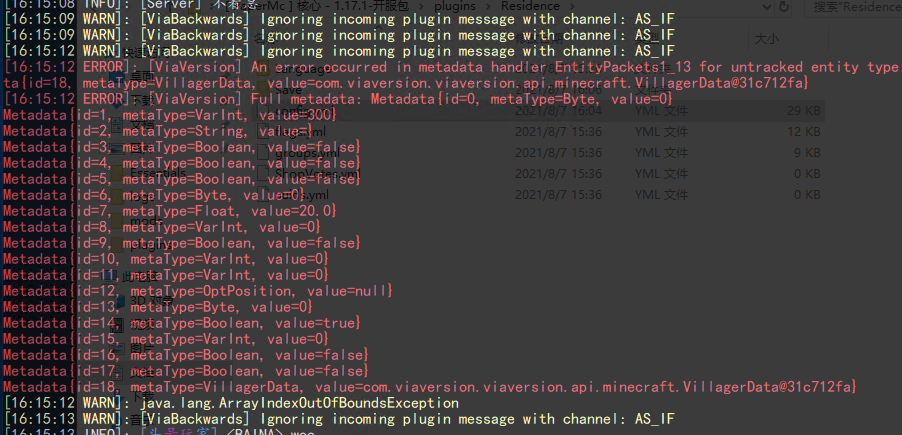 [16:15:08 INFO]: [Server]
erMc ] 核心 - 1.17.1-开服包 > plugins > Residence
搜索"Residence
[16:15:09 WARN]: [ViaBackwards] Ignoring incoming plugin message with channel: AS_IF
[16:15:09 WARN]: [ViaBackwards] Ignoring incoming plugin message with channel: AS_IF
大小
[16:15:12 WARN]: [ViaBackwards] Ignoring incoming plugin message with channel: AS_IF
[16:15:12 ERROR]: [ViaVersion] An error occurred in metadata handler EntityPackets1_13 for untracked entity type
ta{id=18, metaType=VillagerData, value=com.viaversion.viaversion.api.minecraft.VillagerData@31c712fa}
[16:15:12 ERROR]: [ViaVersion] Full metadata: Metadata{id=0, metaType=Byte, value=0}
Metadata{id=1, metaType=VarInt, value=300}
2021/8/7 16:04 YML 文件 29 KB
Metadata{id=2, metaType=String, value=}
2021/8/7 15:36 YML 文件 12 KB
Metadata{id=3, metaType=Boolean, value=false}
groups.yml 2021/8/7 15:36 YML 文件 9 KB
Metadata{id=4, metaType=Boolean, value=false}
Metadata{id=5, metaType=Boolean, value=false}
Essentials
2021/8/7 15:36 YML 文件 0 KB
Metadata{id=6, metaType=Byte, value=0}
2021/8/7 15:36 YML 文件 0 KB
Metadata{id=7, metaType=Float, value=20.0}
Metadata{id=8, metaType=VarInt, value=0}
Metadata{id=9, metaType=Boolean, value=false}
Metadata{id=10, metaType=VarInt, value=0}
Metadata{id=11, metaType=VarInt, value=0}
Metadata{id=12, metaType=OptPosition, value=null}
Metadata{id=13, metaType=Byte, value=0}
Metadata{id=14, metaType=Boolean, value=true}
Metadata{id=15, metaType=VarInt, value=0}
Metadata{id=16, metaType=Boolean, value=false}
Metadata{id=17, metaType=Boolean, value=false}
Metadata{id=18, metaType=VillagerData, value=com.viaversion.viaversion.api.minecraft.VillagerData@31c712fa}
[16:15:12 WARN]: java.lang.ArrayIndexOutOfBoundsException
[16:15:13 WARN]: [ViaBackwards] Ignoring incoming plugin message with channel: AS_IF
[16:15:13 INFO]: